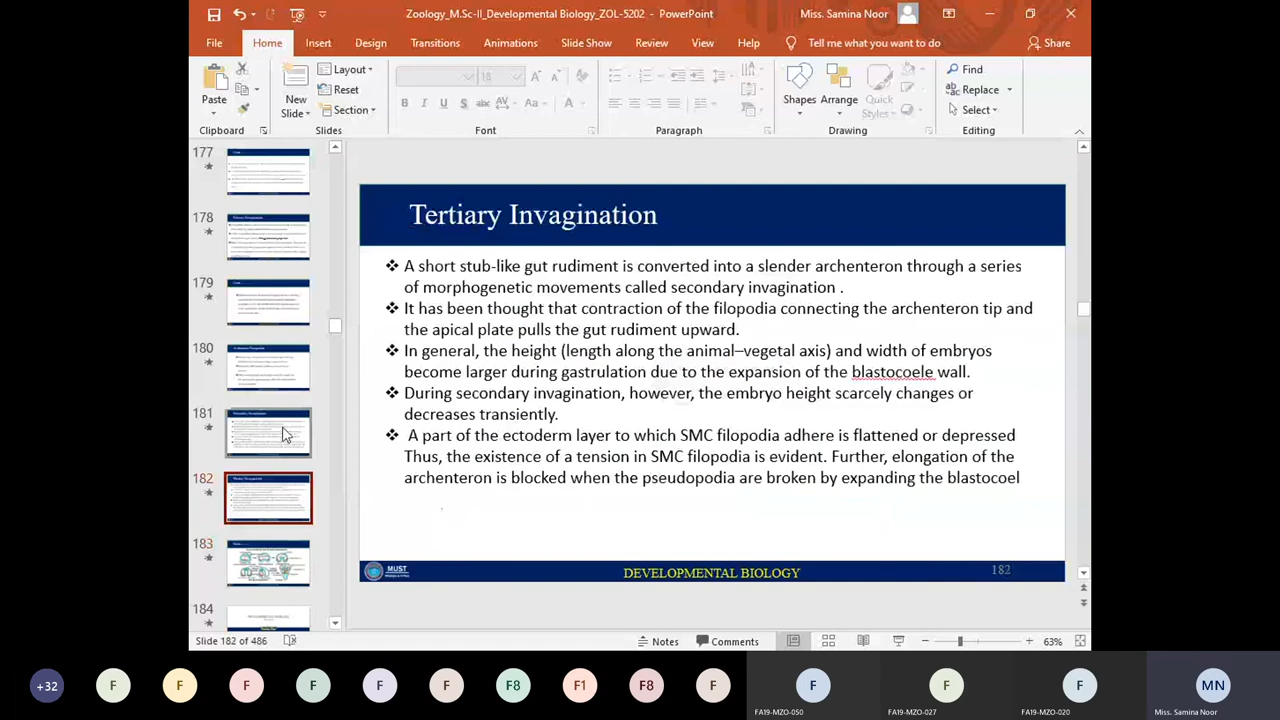 Zoology_M.Sc-II_Developmental Biology_ZOL-5202 - PowerPoint
Miss. Samina Noor
File Home Insert Design Transitions Animations Slide Show Review View Help Tell me what you want to do Share
Paste
New Slide
Layout
Reset
Section
18
B I U S abc AV Aa A
Shapes Arrange Quick Styles
Find
Replace
Select
Clipboard Slides Font Paragraph Drawing Editing
177
178
179
180
181
182
183
184
Tertiary Invagination
❖ A short stub-like gut rudiment is converted into a slender archenteron through a series
of morphogenetic movements called secondary invagination .
❖ It has been thought that contraction of the filopodia connecting the archenteron tip and
the apical plate pulls the gut rudiment upward.
❖ In general, the height (length along the animal–vegetal axis) and width of embryos
become larger during gastrulation due to the expansion of the blastocoele wall.
❖ During secondary invagination, however, the embryo height scarcely changes or
decreases transiently.
❖ A part of the ectoderm layer to which SMC filopodia adhere is flattened or depressed
Thus, the existence of a tension in SMC filopodia is evident. Further, elongation of the
archenteron is blocked when the pseudopodia are broken by expanding the blastocoel
MUST
DEVELOPMENTAL BIOLOGY
182
Slide 182 of 486
Notes Comments
63%
+32 F F F F F F F8 F1 F8 F F F F MN
FA19-MZO-050
FA19-MZO-027
FA19-MZO-020
Miss. Samina Noor